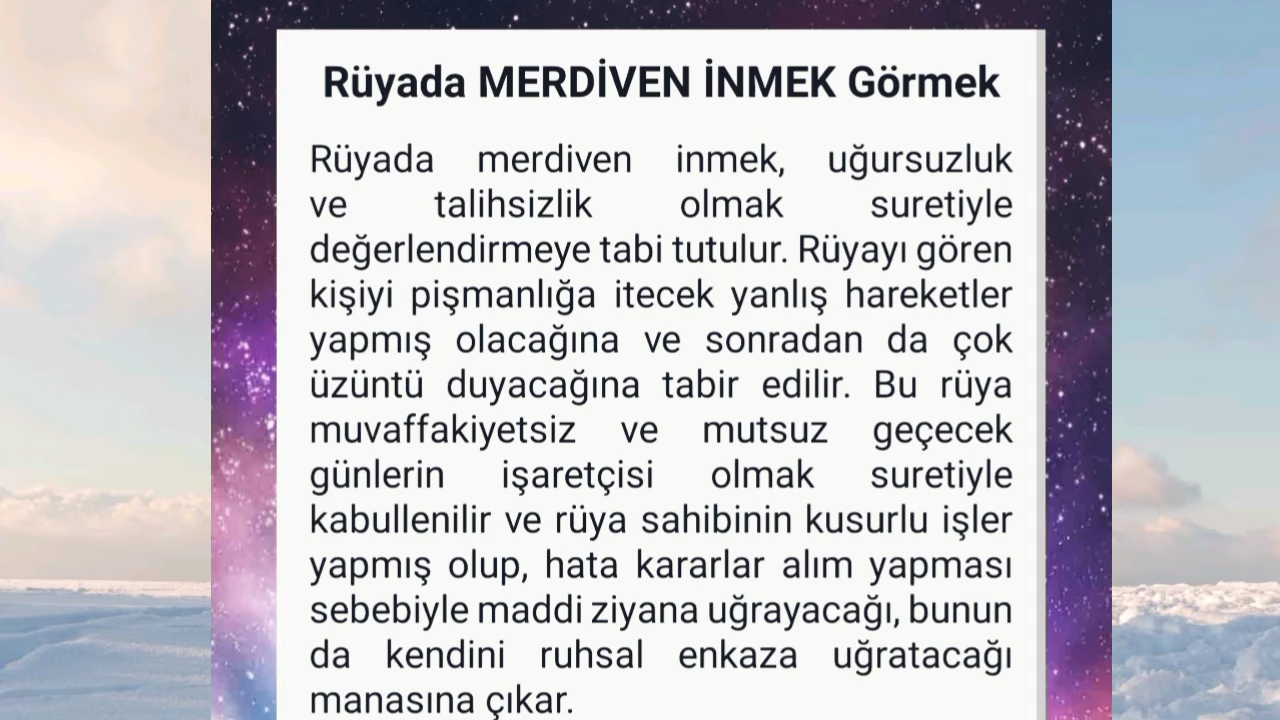 Rüyada MERDİVEN İNMEK Görmek
Rüyada merdiven inmek, uğursuzluk
ve talihsizlik olmak suretiyle
değerlendirmeye tabi tutulur. Rüyayı gören
kişiyi pişmanlığa itecek yanlış hareketler
yapmış olacağına ve sonradan da çok
üzüntü duyacağına tabir edilir. Bu rüya
muvaffakiyetsiz ve mutsuz geçecek
günlerin işaretçisi olmak suretiyle
kabullenilir ve rüya sahibinin kusurlu işler
yapmış olup, hata kararlar alım yapması
sebebiyle maddi ziyana uğrayacağı, bunun
da kendini ruhsal enkaza uğratacağı
manasına çıkar.